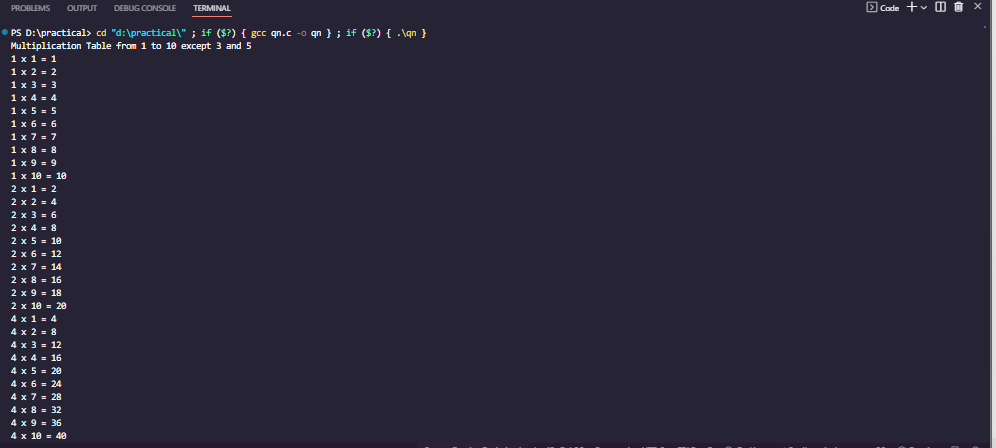 PROBLEMS OUTPUT DEBUG CONSOLE TERMINAL Code
PS D:\practical> cd "d:\practical\" ; if ($?) { gcc qn.c -o qn } ; if ($?) { .\qn }
Multiplication Table from 1 to 10 except 3 and 5
1 x 1 = 1
1 x 2 = 2
1 x 3 = 3
1 x 4 = 4
1 x 5 = 5
1 x 6 = 6
1 x 7 = 7
1 x 8 = 8
1 x 9 = 9
1 x 10 = 10
2 x 1 = 2
2 x 2 = 4
2 x 3 = 6
2 x 4 = 8
2 x 5 = 10
2 x 6 = 12
2 x 7 = 14
2 x 8 = 16
2 x 9 = 18
2 x 10 = 20
4 x 1 = 4
4 x 2 = 8
4 x 3 = 12
4 x 4 = 16
4 x 5 = 20
4 x 6 = 24
4 x 7 = 28
4 x 8 = 32
4 x 9 = 36
4 x 10 = 40